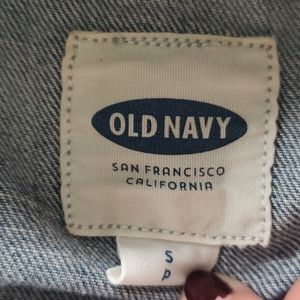 OLD NAVY
SAN FRANCISCO
CALIFORNIA
S
P